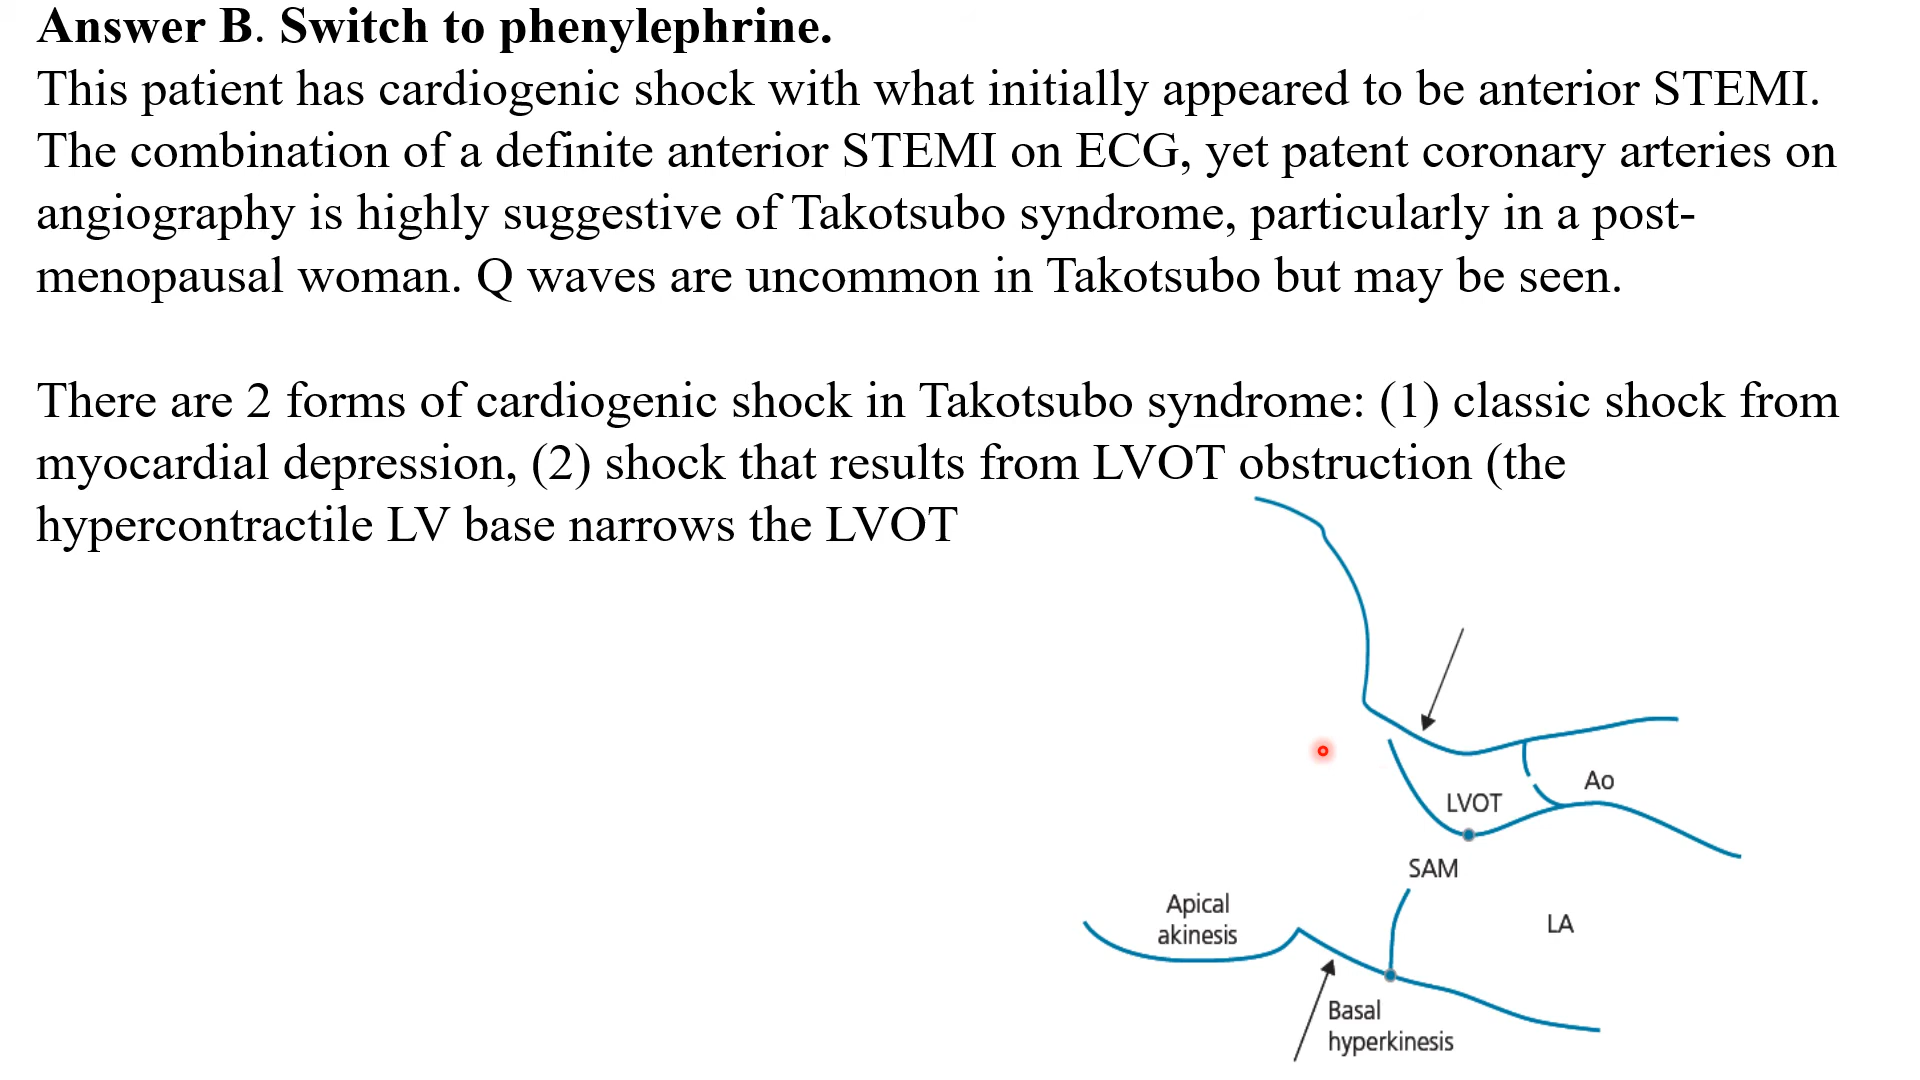 Answer B. Switch to phenylephrine.
This patient has cardiogenic shock with what initially appeared to be anterior STEMI.
The combination of a definite anterior STEMI on ECG, yet patent coronary arteries on
angiography is highly suggestive of Takotsubo syndrome, particularly in a post-
menopausal woman. Q waves are uncommon in Takotsubo but may be seen.
There are 2 forms of cardiogenic shock in Takotsubo syndrome: (1) classic shock from
myocardial depression, (2) shock that results from LVOT obstruction (the
hypercontractile LV base narrows the LVOT
Ao
LVOT
SAM
Apical
akinesis
LA
Basal
hyperkinesis